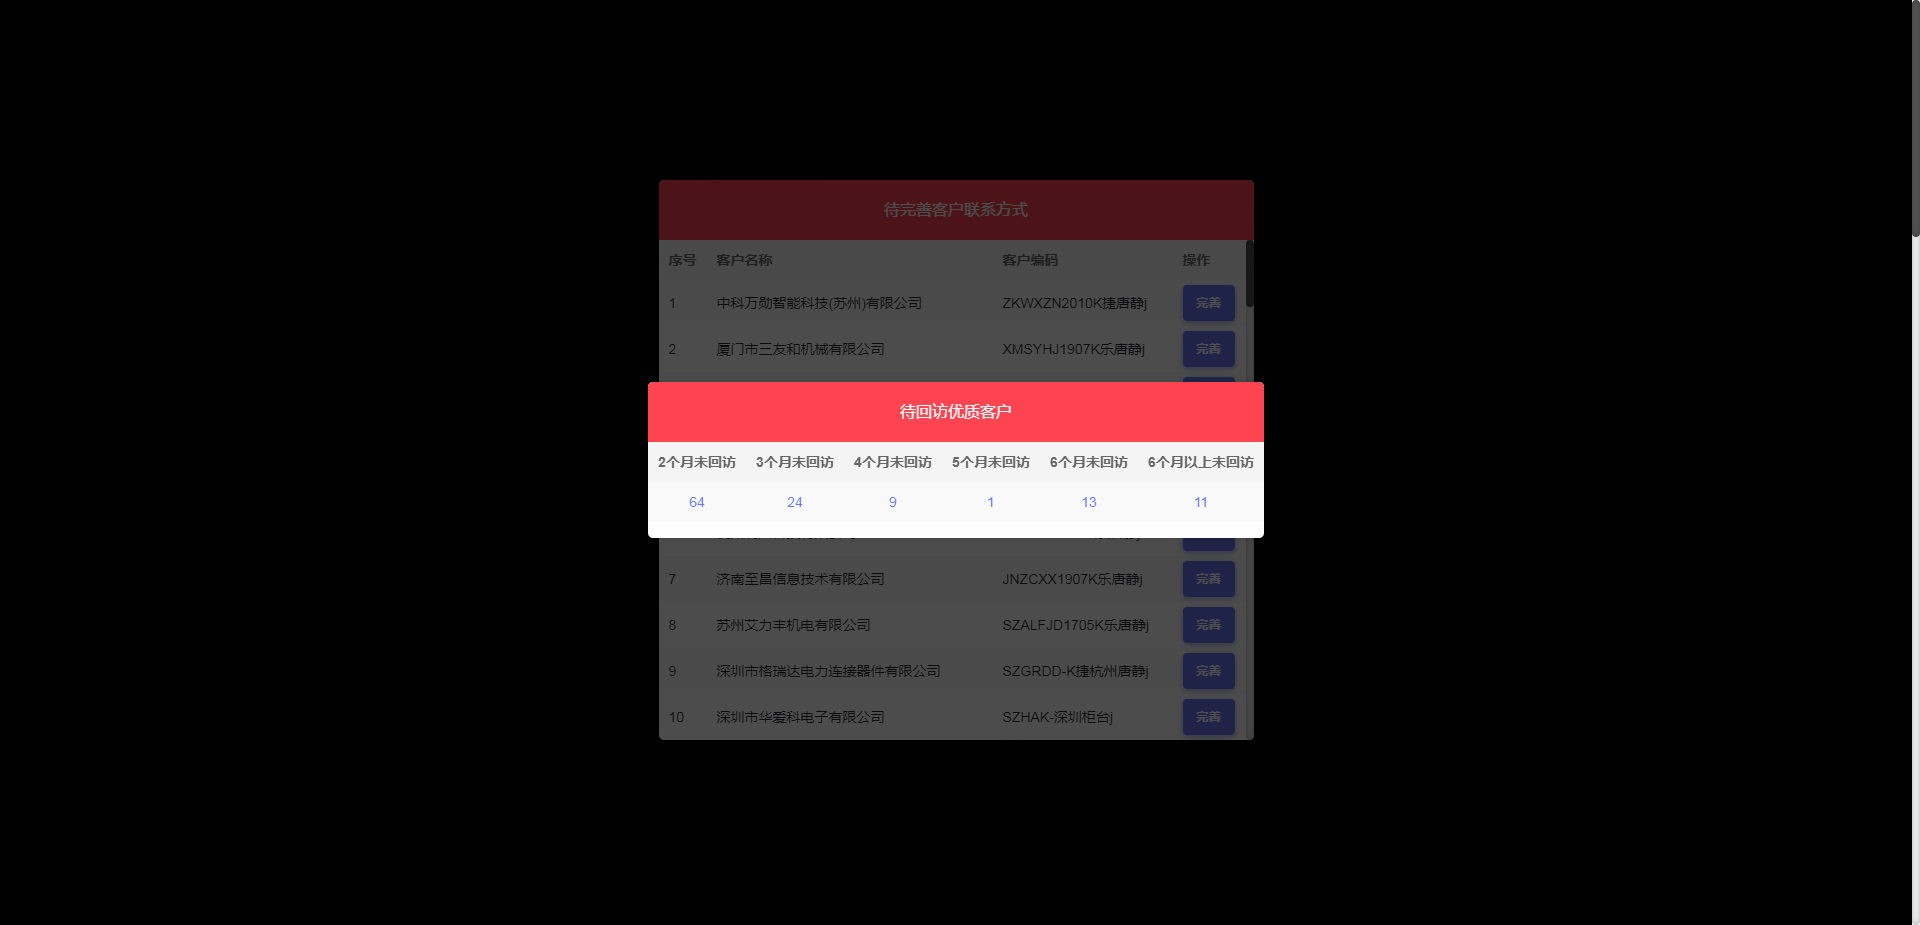 待完善客户联系方式
序号 客户名称 客户编码 操作
1 中科万勋智能科技(苏州)有限公司 ZKWXZN2010K捷唐静j 完善
2 厦门市三友和机械有限公司 XMSYHJ1907K乐唐静j 完善
待回访优质客户
2个月未回访 3个月未回访 4个月未回访 5个月未回访 6个月未回访 6个月以上未回访
64 24 9 1 13 11
7 济南至昌信息技术有限公司 JNZCXX1907K乐唐静j 完善
8 苏州艾力丰机电有限公司 SZALFJD1705K乐唐静j 完善
9 深圳市格瑞达电力连接器件有限公司 SZGRDD-K捷杭州唐静j 完善
10 深圳市华爱科电子有限公司 SZHAK-深圳柜台j 完善